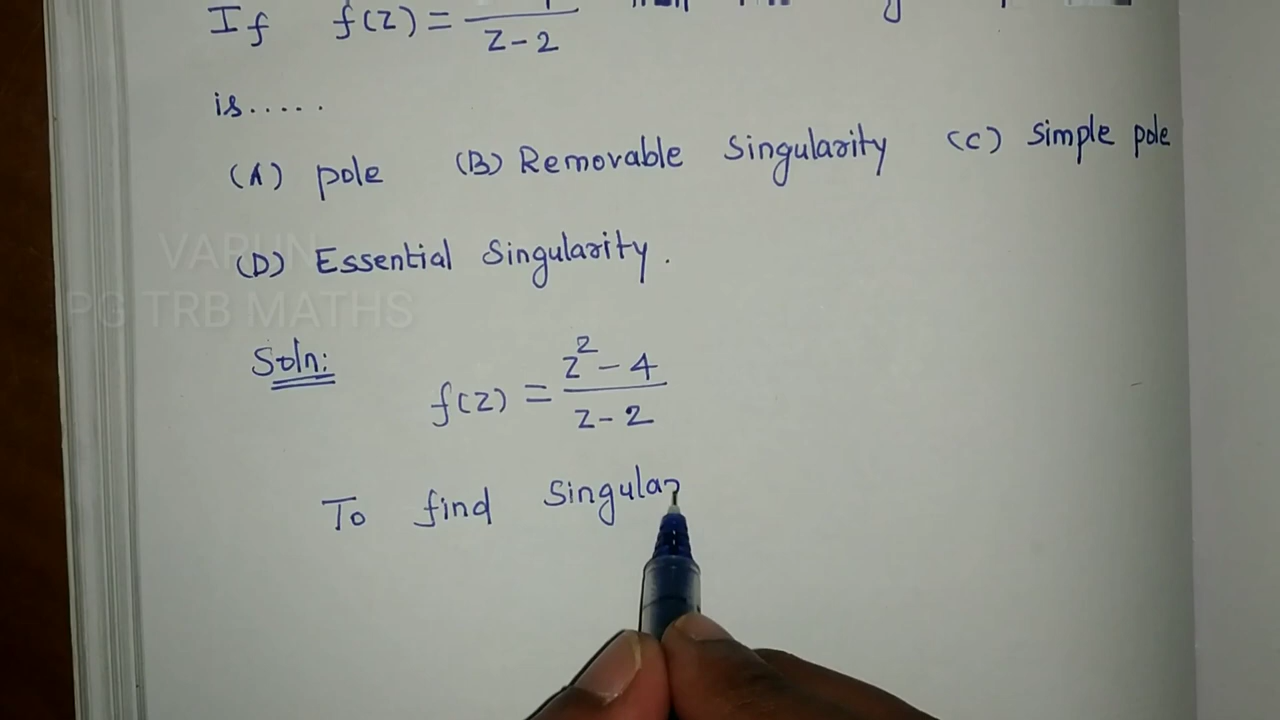 If f(z) =
z-2
is.....
(A) pole (B) Removable Singularity (C) Simple pole
(D) Essential Singularity.
VARUN
PG TRB MATHS
Soln:
f(z) = z² - 4
z - 2
To find Singular